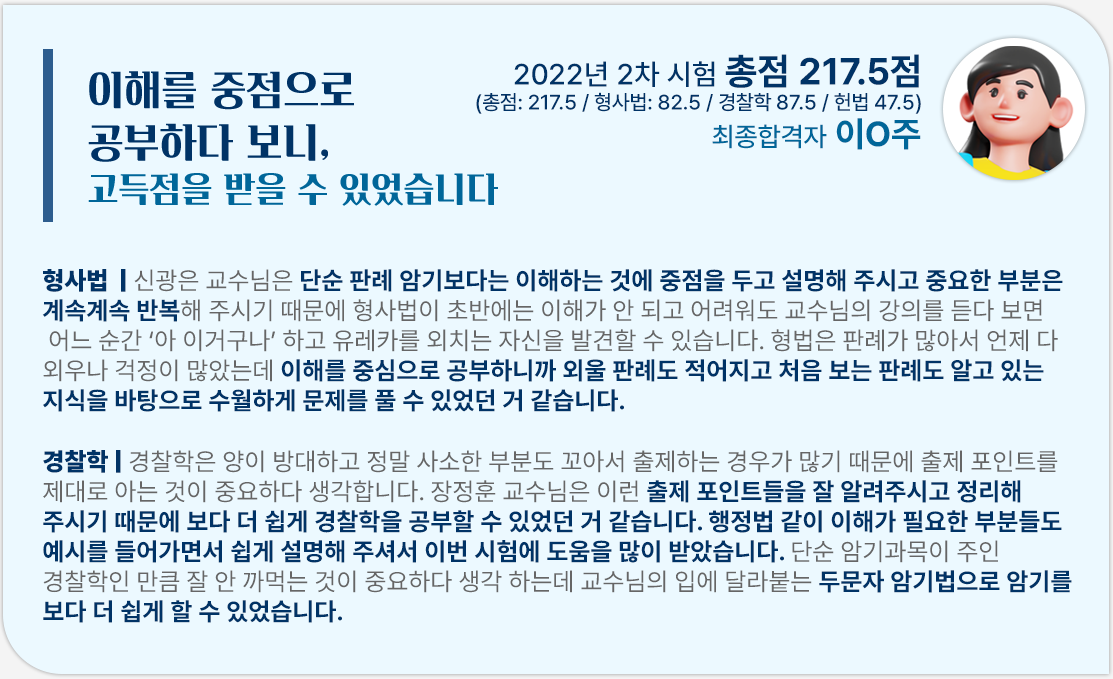 이해를 중점으로
공부하다 보니,
고득점을 받을 수 있었습니다
2022년 2차 시험 총점 217.5점
(총점: 217.5 / 형사법: 82.5 / 경찰학 87.5 / 헌법 47.5)
최종합격자 이O주
형사법 | 신광은 교수님은 단순 판례 암기보다는 이해하는 것에 중점을 두고 설명해 주시고 중요한 부분은
계속계속 반복해 주시기 때문에 형사법이 초반에는 이해가 안 되고 어려워도 교수님의 강의를 듣다 보면
어느 순간 ‘아 이거구나’ 하고 유레카를 외치는 자신을 발견할 수 있습니다. 형법은 판례가 많아서 언제 다
외우나 걱정이 많았는데 이해를 중심으로 공부하니까 외울 판례도 적어지고 처음 보는 판례도 알고 있는
지식을 바탕으로 수월하게 문제를 풀 수 있었던 거 같습니다.
경찰학 | 경찰학은 양이 방대하고 정말 사소한 부분도 꼬아서 출제하는 경우가 많기 때문에 출제 포인트를
제대로 아는 것이 중요하다 생각합니다. 장정훈 교수님은 이런 출제 포인트들을 잘 알려주시고 정리해
주시기 때문에 보다 더 쉽게 경찰학을 공부할 수 있었던 거 같습니다. 행정법 같이 이해가 필요한 부분들도
예시를 들어가면서 쉽게 설명해 주셔서 이번 시험에 도움을 많이 받았습니다. 단순 암기과목이 주인
경찰학인 만큼 잘 안 까먹는 것이 중요하다 생각 하는데 교수님의 입에 달라붙는 두문자 암기법으로 암기를
보다 더 쉽게 할 수 있었습니다.